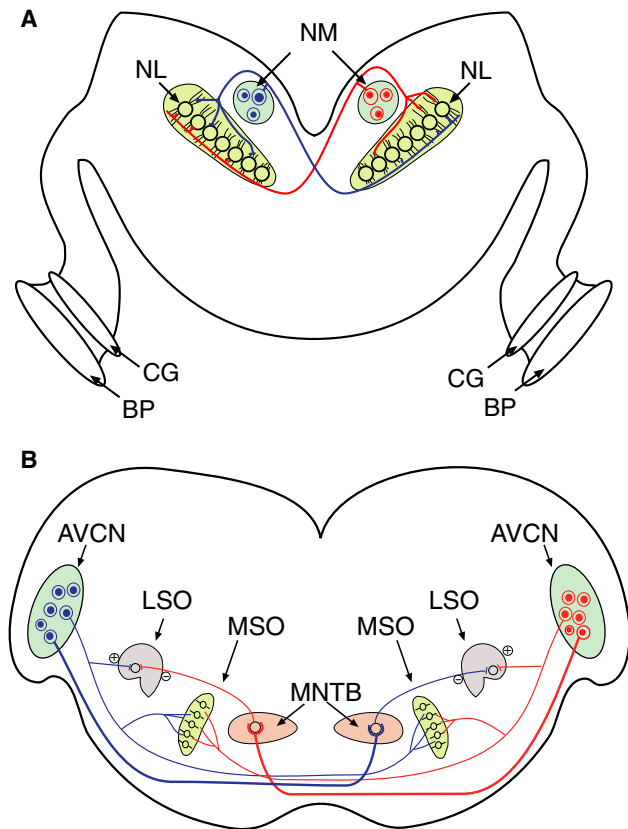 A
NM
NL
NL
CG
BP
CG
BP
B
AVCN
AVCN
LSO
LSO
MSO
MSO
MNTB
+
−
+
−